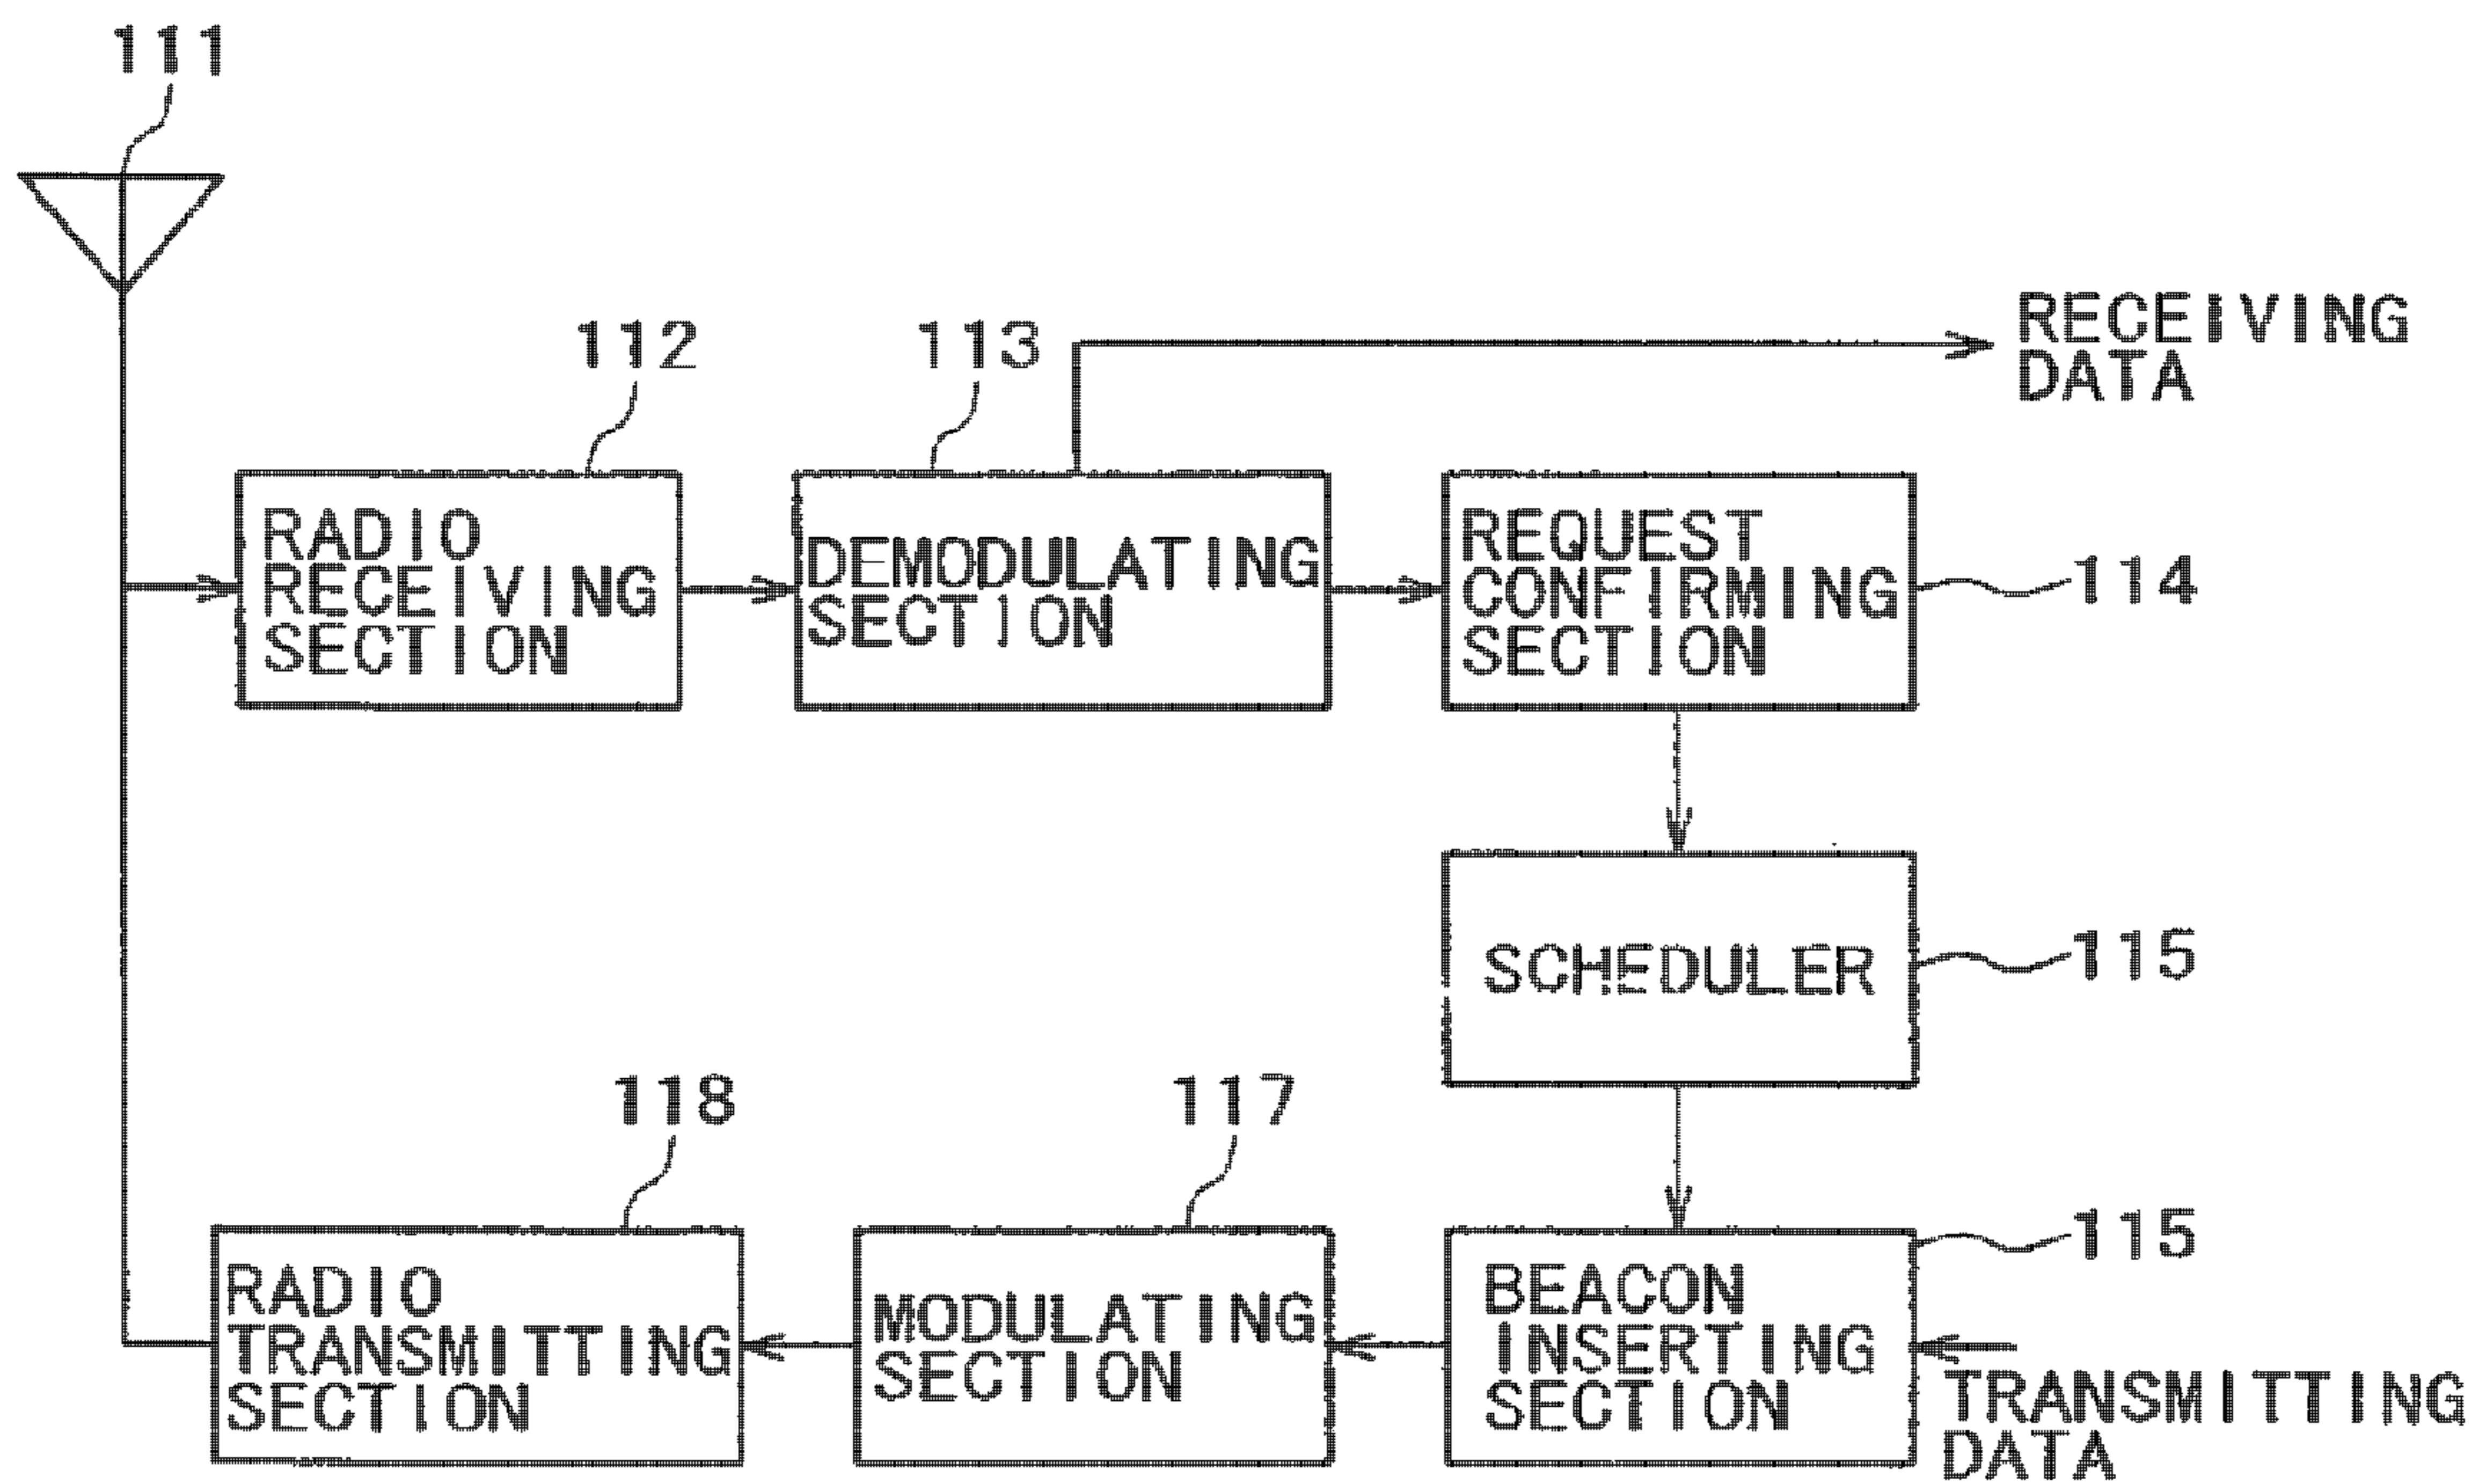 111
112
113
RECEIVING
DATA
RADIO
RECEIVING
SECTION
DEMODULATING
SECTION
REQUEST
CONFIRMING
SECTION
114
SCHEDULER
115
118
117
115
RADIO
TRANSMITTING
SECTION
MODULATING
SECTION
BEACON
INSERTING
SECTION
TRANSMITTING
DATA